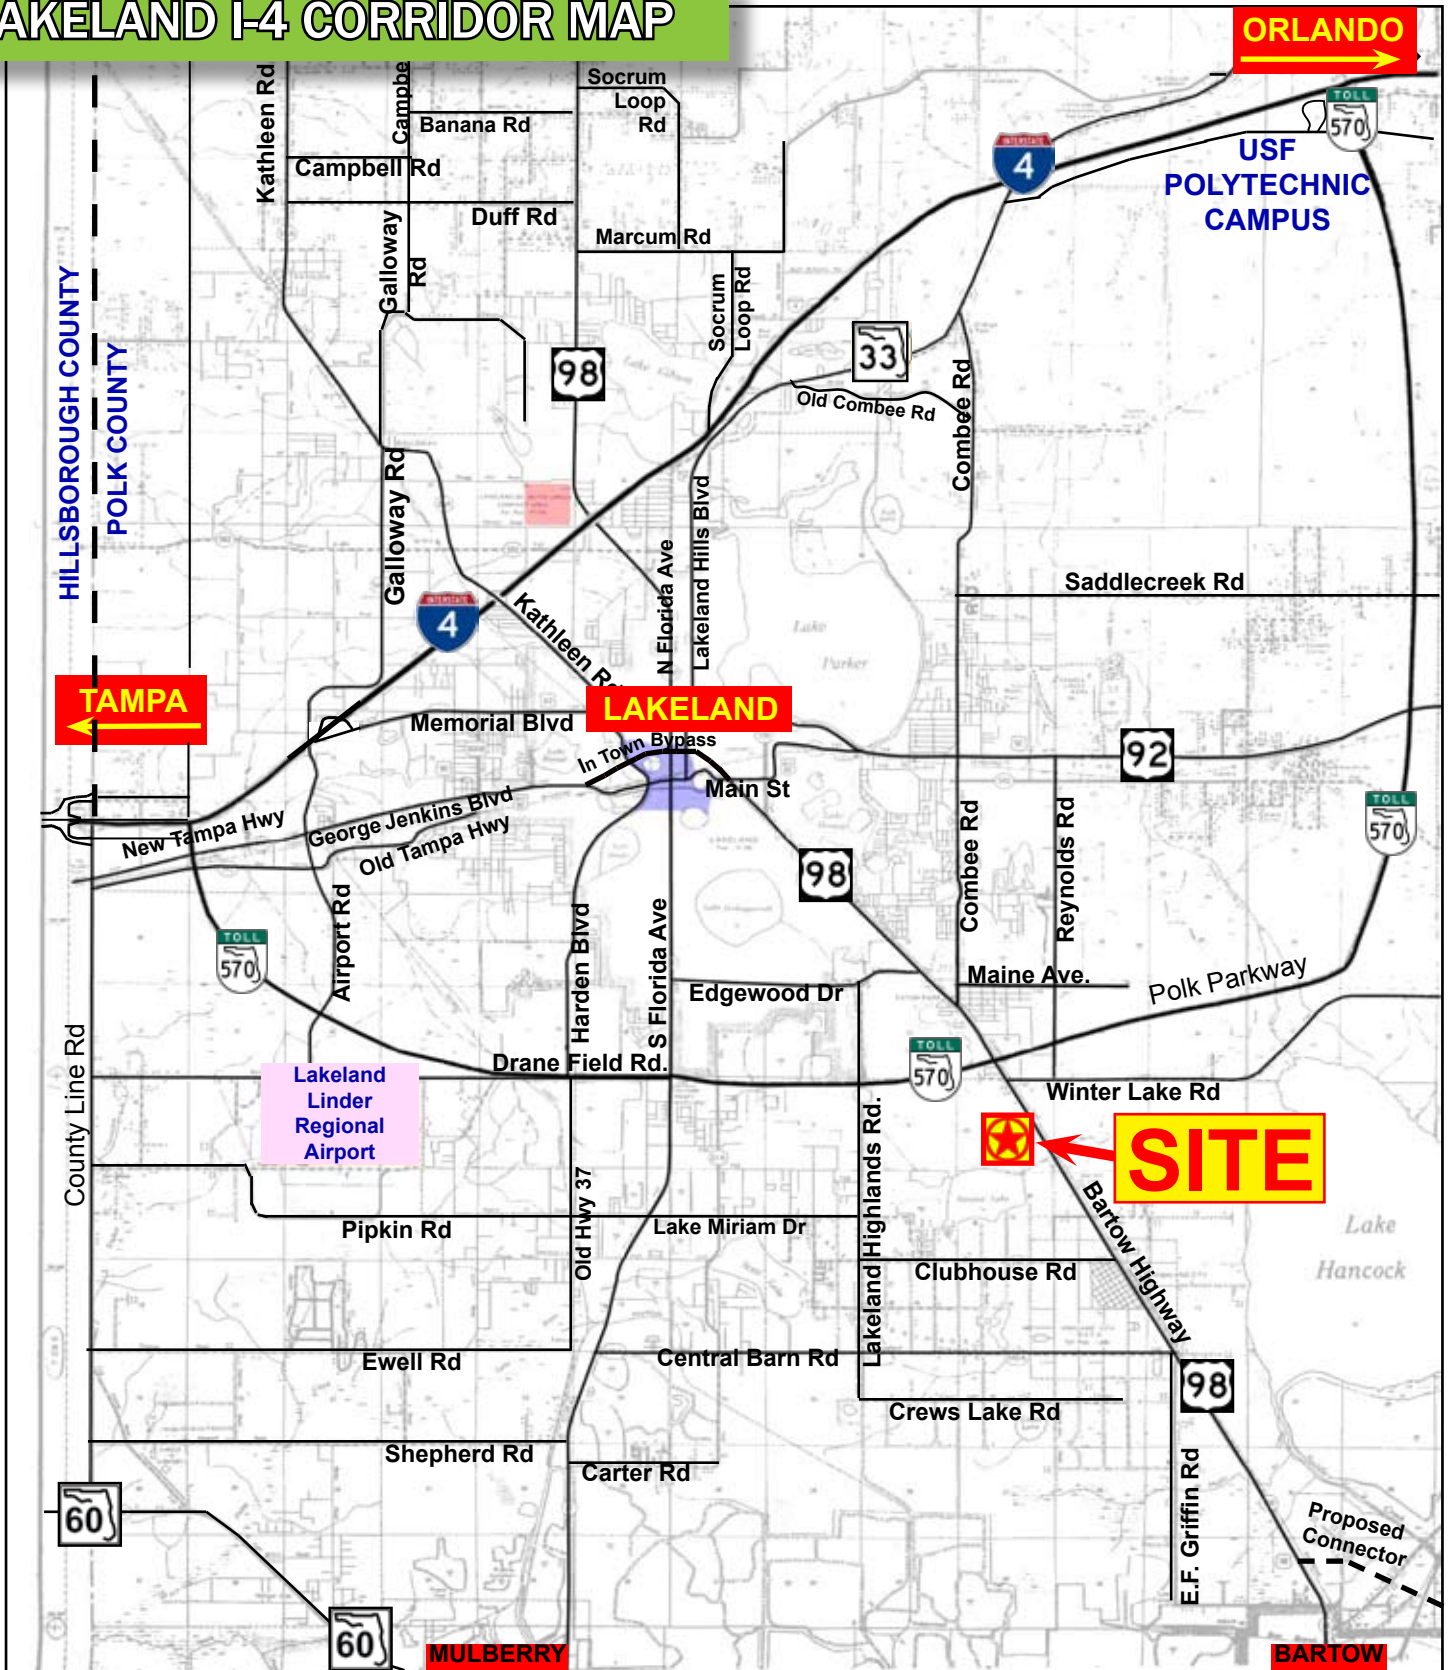 AKELAND I-4 CORRIDOR MAP
ORLANDO
TOLL
570
INTERSTATE
4
USF
POLYTECHNIC
CAMPUS
Kathleen Rd
Campbe
Socrum
Loop
Rd
Banana Rd
Campbell Rd
Duff Rd
Marcum Rd
Galloway
Rd
Socrum
Loop Rd
HILLSBOROUGH COUNTY
POLK COUNTY
98
33
Old Combee Rd
Combee Rd
Lake Gibson
Galloway Rd
N Florida Ave
Lakeland Hills Blvd
Saddlecreek Rd
INTERSTATE
4
Kathleen Rd
Lake
Parker
TAMPA
LAKELAND
Memorial Blvd
In Town Bypass
Main St
92
New Tampa Hwy
George Jenkins Blvd
Old Tampa Hwy
TOLL
570
98
LAKELAND
Combee Rd
Reynolds Rd
Airport Rd
Harden Blvd
S Florida Ave
TOLL
570
Edgewood Dr
Maine Ave.
Polk Parkway
County Line Rd
Drane Field Rd.
TOLL
570
Winter Lake Rd
Lakeland
Linder
Regional
Airport
SITE
Lakeland Highlands Rd.
Old Hwy 37
Pipkin Rd
Lake Miriam Dr
Bartow Highway
Lake
Hancock
Clubhouse Rd
Ewell Rd
Central Barn Rd
98
Crews Lake Rd
Shepherd Rd
Carter Rd
E.F. Griffin Rd
60
Proposed
Connector
60
MULBERRY
BARTOW